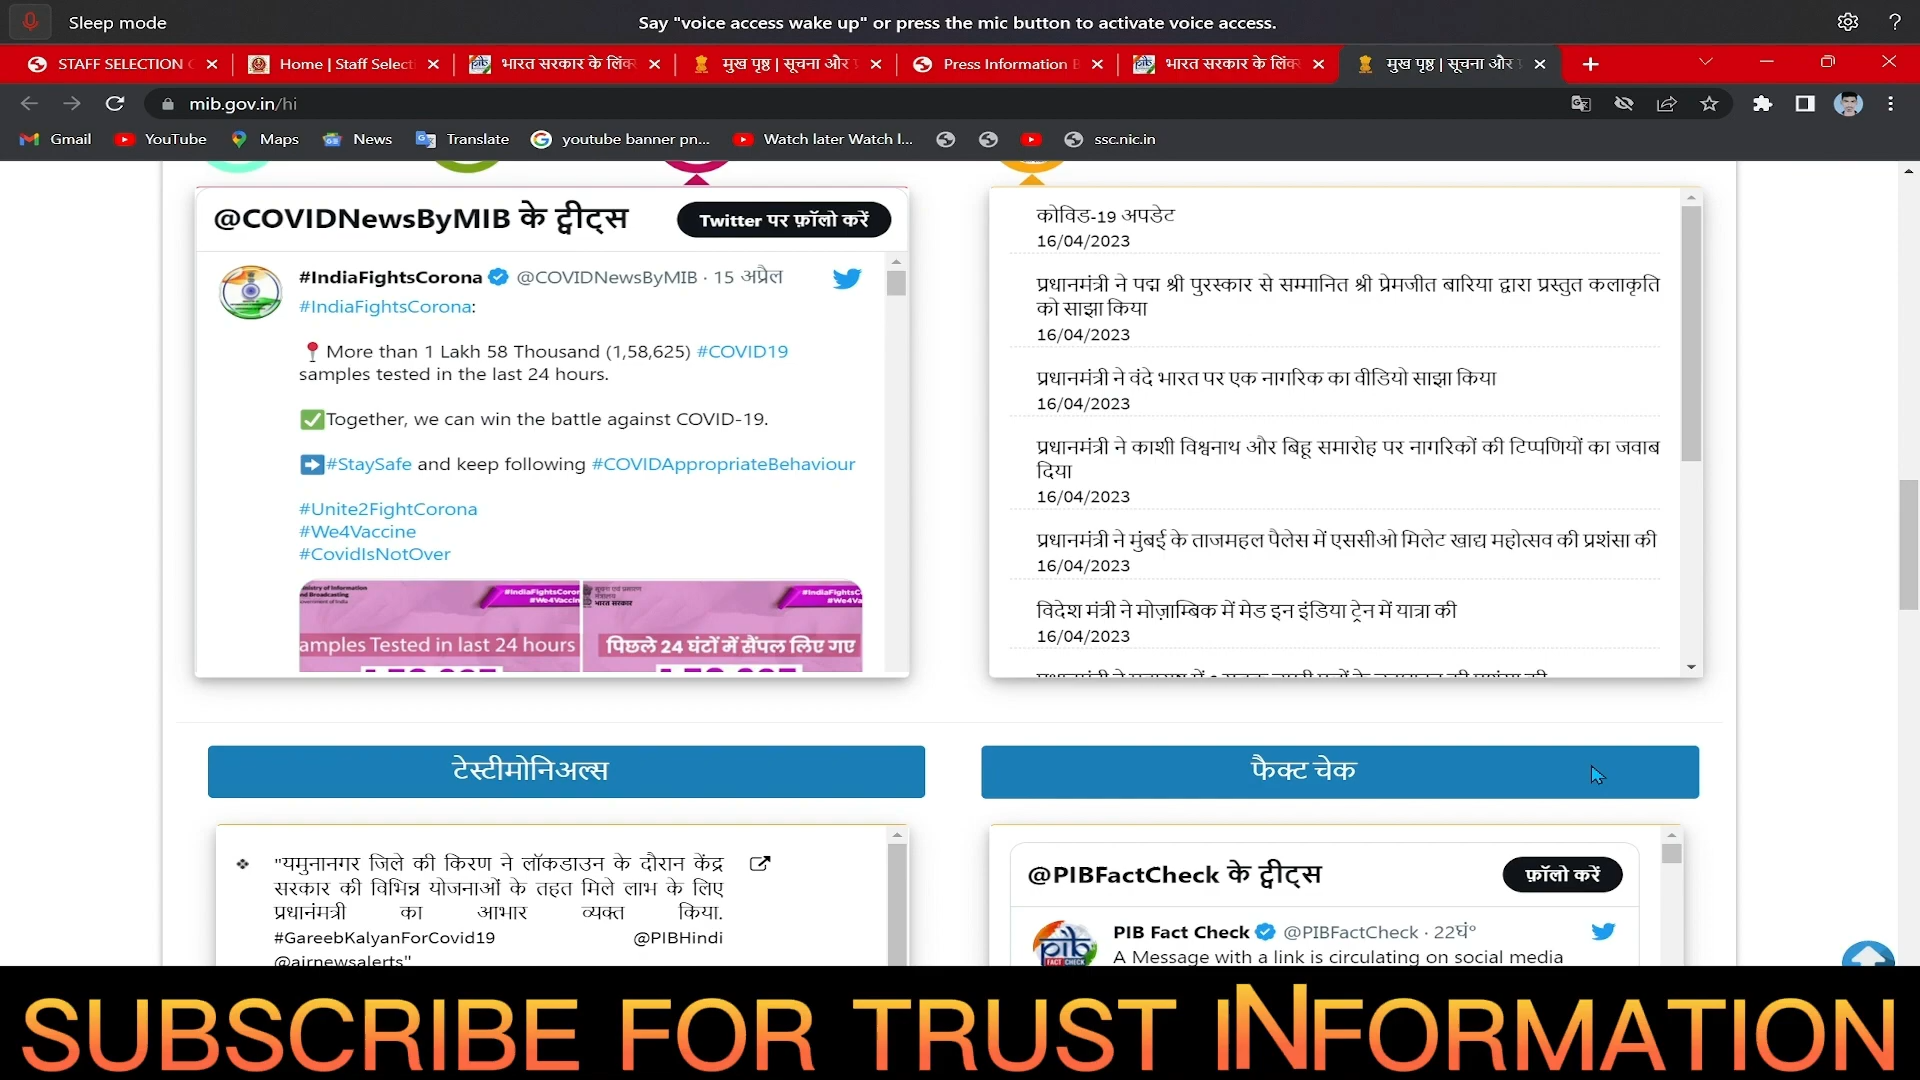 Sleep mode
Say "voice access wake up" or press the mic button to activate voice access.
STAFF SELECTION
Home | Staff Selecti
भारत सरकार के लिंक
मुख पृष्ठ | सूचना और
Press Information B
भारत सरकार के लिंक
मुख पृष्ठ | सूचना और
mib.gov.in/hi
Gmail
YouTube
Maps
News
Translate
youtube banner pn...
Watch later Watch l...
ssc.nic.in
@COVIDNewsByMIB के ट्वीट्स
Twitter पर फ़ॉलो करें
#IndiaFightsCorona @COVIDNewsByMIB · 15 अप्रैल
#IndiaFightsCorona:
More than 1 Lakh 58 Thousand (1,58,625) #COVID19
samples tested in the last 24 hours.
Together, we can win the battle against COVID-19.
#StaySafe and keep following #COVIDAppropriateBehaviour
#Unite2FightCorona
#We4Vaccine
#CovidIsNotOver
#IndiaFightsCoron
#We4Vaccin
amples Tested in last 24 hours
भारत सरकार
#IndiaFightsC
#We4Va
पिछले 24 घंटों में सैंपल लिए गए
कोविड-19 अपडेट
16/04/2023
प्रधानमंत्री ने पद्म श्री पुरस्कार से सम्मानित श्री प्रेमजीत बारिया द्वारा प्रस्तुत कलाकृति
को साझा किया
16/04/2023
प्रधानमंत्री ने वंदे भारत पर एक नागरिक का वीडियो साझा किया
16/04/2023
प्रधानमंत्री ने काशी विश्वनाथ और बिहू समारोह पर नागरिकों की टिप्पणियों का जवाब
दिया
16/04/2023
प्रधानमंत्री ने मुंबई के ताजमहल पैलेस में एससीओ मिलेट खाद्य महोत्सव की प्रशंसा की
16/04/2023
विदेश मंत्री ने मोज़ाम्बिक में मेड इन इंडिया ट्रेन में यात्रा की
16/04/2023
टेस्टीमोनिअल्स
"यमुनानगर जिले की किरण ने लॉकडाउन के दौरान केंद्र
सरकार की विभिन्न योजनाओं के तहत मिले लाभ के लिए
प्रधानंमत्री का आभार व्यक्त किया.
#GareebKalyanForCovid19 @PIBHindi
@airnewsalerts"
फैक्ट चेक
@PIBFactCheck के ट्वीट्स
फ़ॉलो करें
PIB Fact Check @PIBFactCheck · 22घं°
A Message with a link is circulating on social media
SUBSCRIBE FOR TRUST INFORMATION